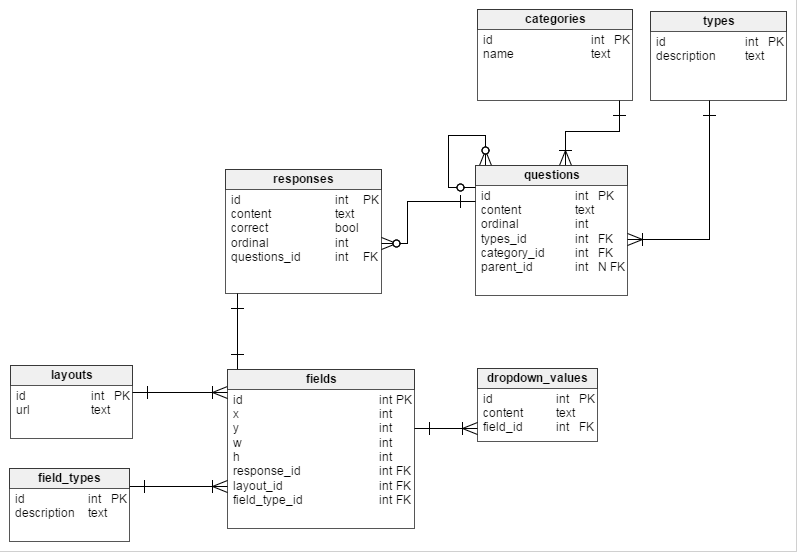 categories
id int PK
name text
types
id int PK
description text
responses
id int PK
content text
correct bool
ordinal int
questions_id int FK
questions
id int PK
content text
ordinal int
types_id int FK
category_id int FK
parent_id int N FK
layouts
id int PK
url text
fields
id int PK
x int
y int
w int
h int
response_id int FK
layout_id int FK
field_type_id int FK
dropdown_values
id int PK
content text
field_id int FK
field_types
id int PK
description text